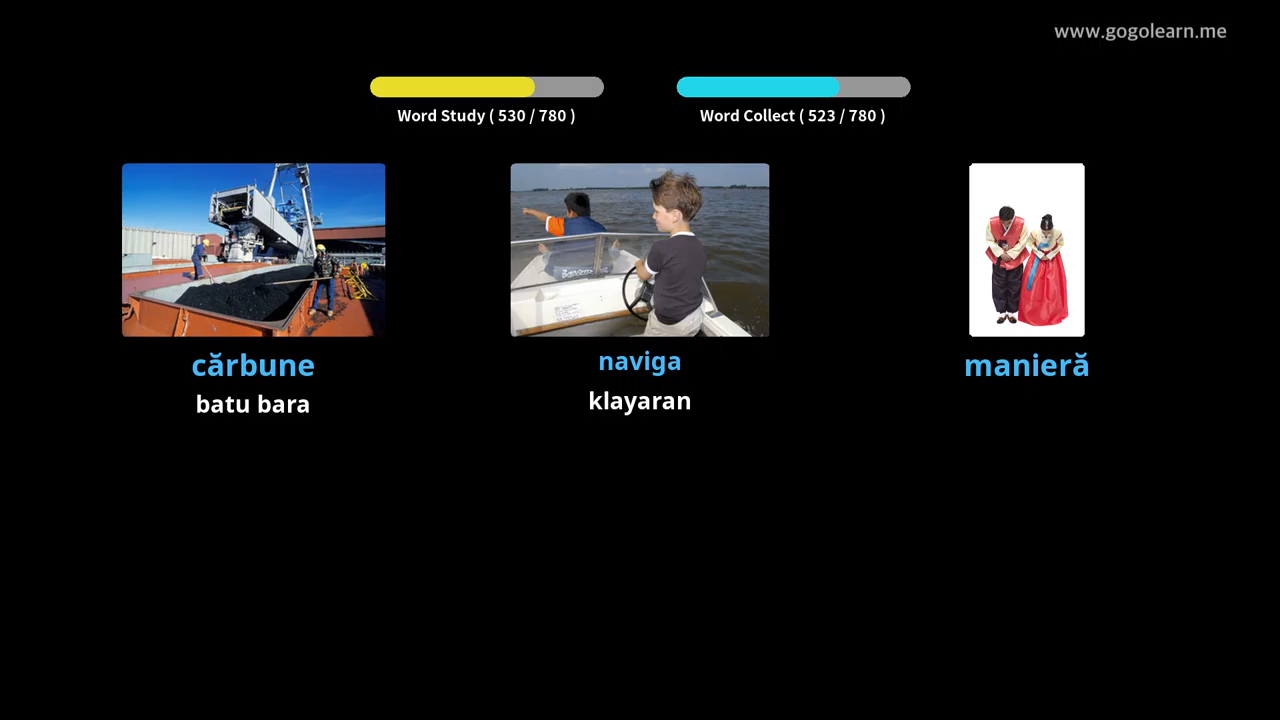 www.gogolearn.me
Word Study ( 530 / 780 )
Word Collect ( 523 / 780 )
cărbune
batu bara
naviga
klayaran
manieră